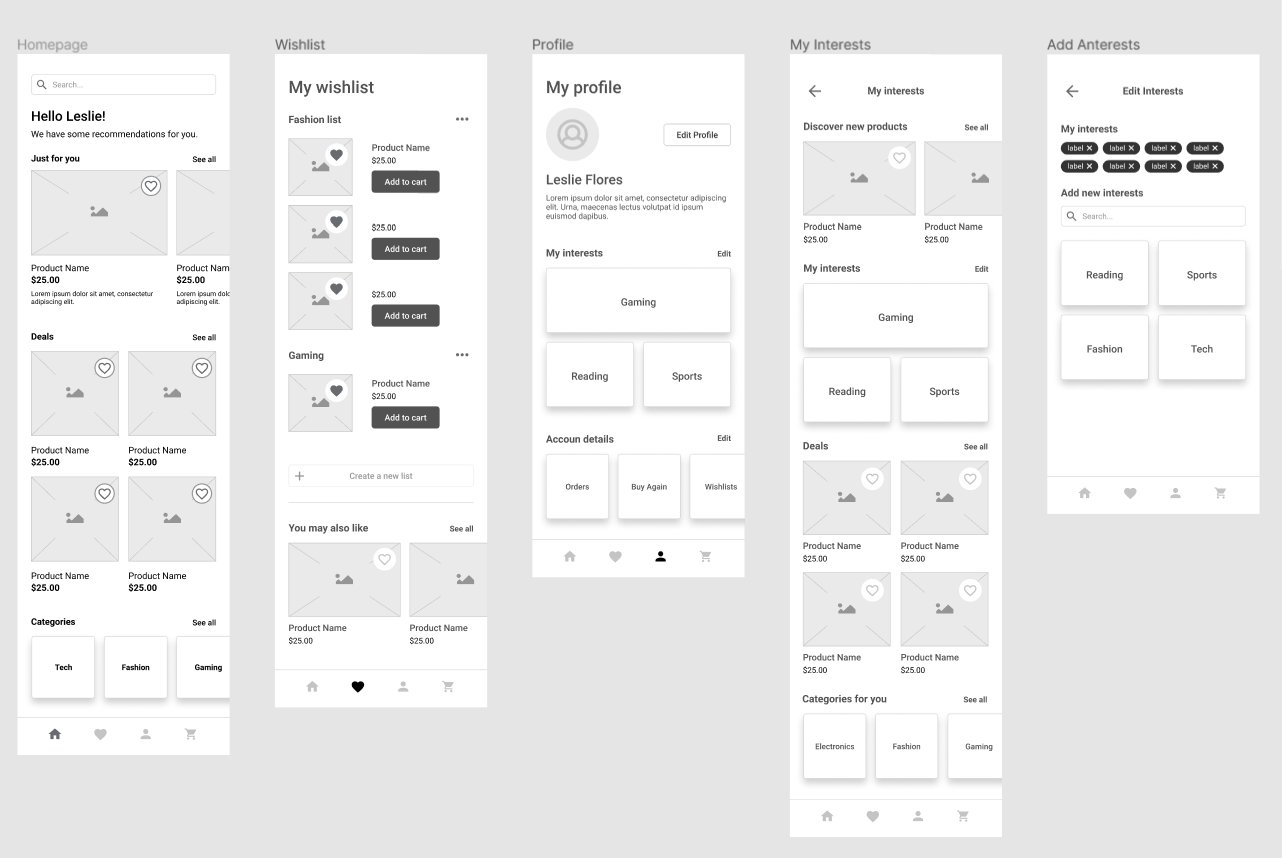 Homepage
Search...
Hello Leslie!
We have some recommendations for you.
Just for you
See all
Product Name
$25.00
Lorem ipsum dolor sit amet, consectetur
adipiscing elit.
Product Nam
$25.00
Lorem ipsum dolo
adipiscing elit.
Deals
See all
Product Name
$25.00
Product Name
$25.00
Product Name
$25.00
Product Name
$25.00
Categories
See all
Tech
Fashion
Gaming
Wishlist
My wishlist
Fashion list
Product Name
$25.00
Add to cart
$25.00
Add to cart
$25.00
Add to cart
Gaming
Product Name
$25.00
Add to cart
Create a new list
You may also like
See all
Product Name
$25.00
Product Name
$25.00
Profile
My profile
Edit Profile
Leslie Flores
Lorem ipsum dolor sit amet, consectetur adipiscing
elit. Urna, maecenas lectus volutpat id ipsum
euismod dapibus.
My interests
Edit
Gaming
Reading
Sports
Accoun details
Edit
Orders
Buy Again
Wishlists
My Interests
My interests
Discover new products
See all
Product Name
$25.00
Product Name
$25.00
My interests
Edit
Gaming
Reading
Sports
Deals
See all
Product Name
$25.00
Product Name
$25.00
Product Name
$25.00
Product Name
$25.00
Categories for you
See all
Electronics
Fashion
Gaming
Add Anterests
Edit Interests
My interests
label
label
label
label
label
label
label
label
Add new interests
Search...
Reading
Sports
Fashion
Tech